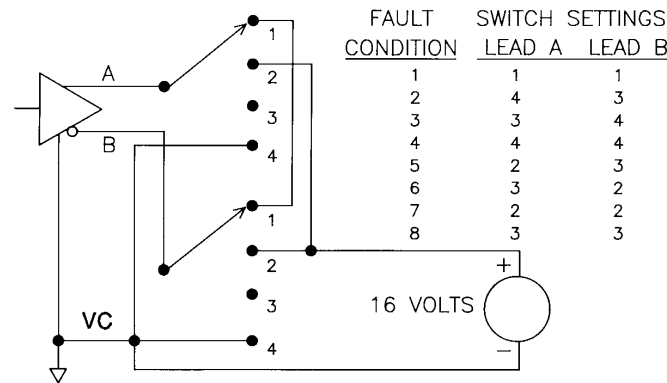 FAULT SWITCH SETTINGS
CONDITION LEAD A LEAD B
1 1 1
2 4 3
3 3 4
4 4 4
5 2 3
6 3 2
7 2 2
8 3 3
A
B
1
2
3
4
1
2
3
4
VC
+
16 VOLTS
-